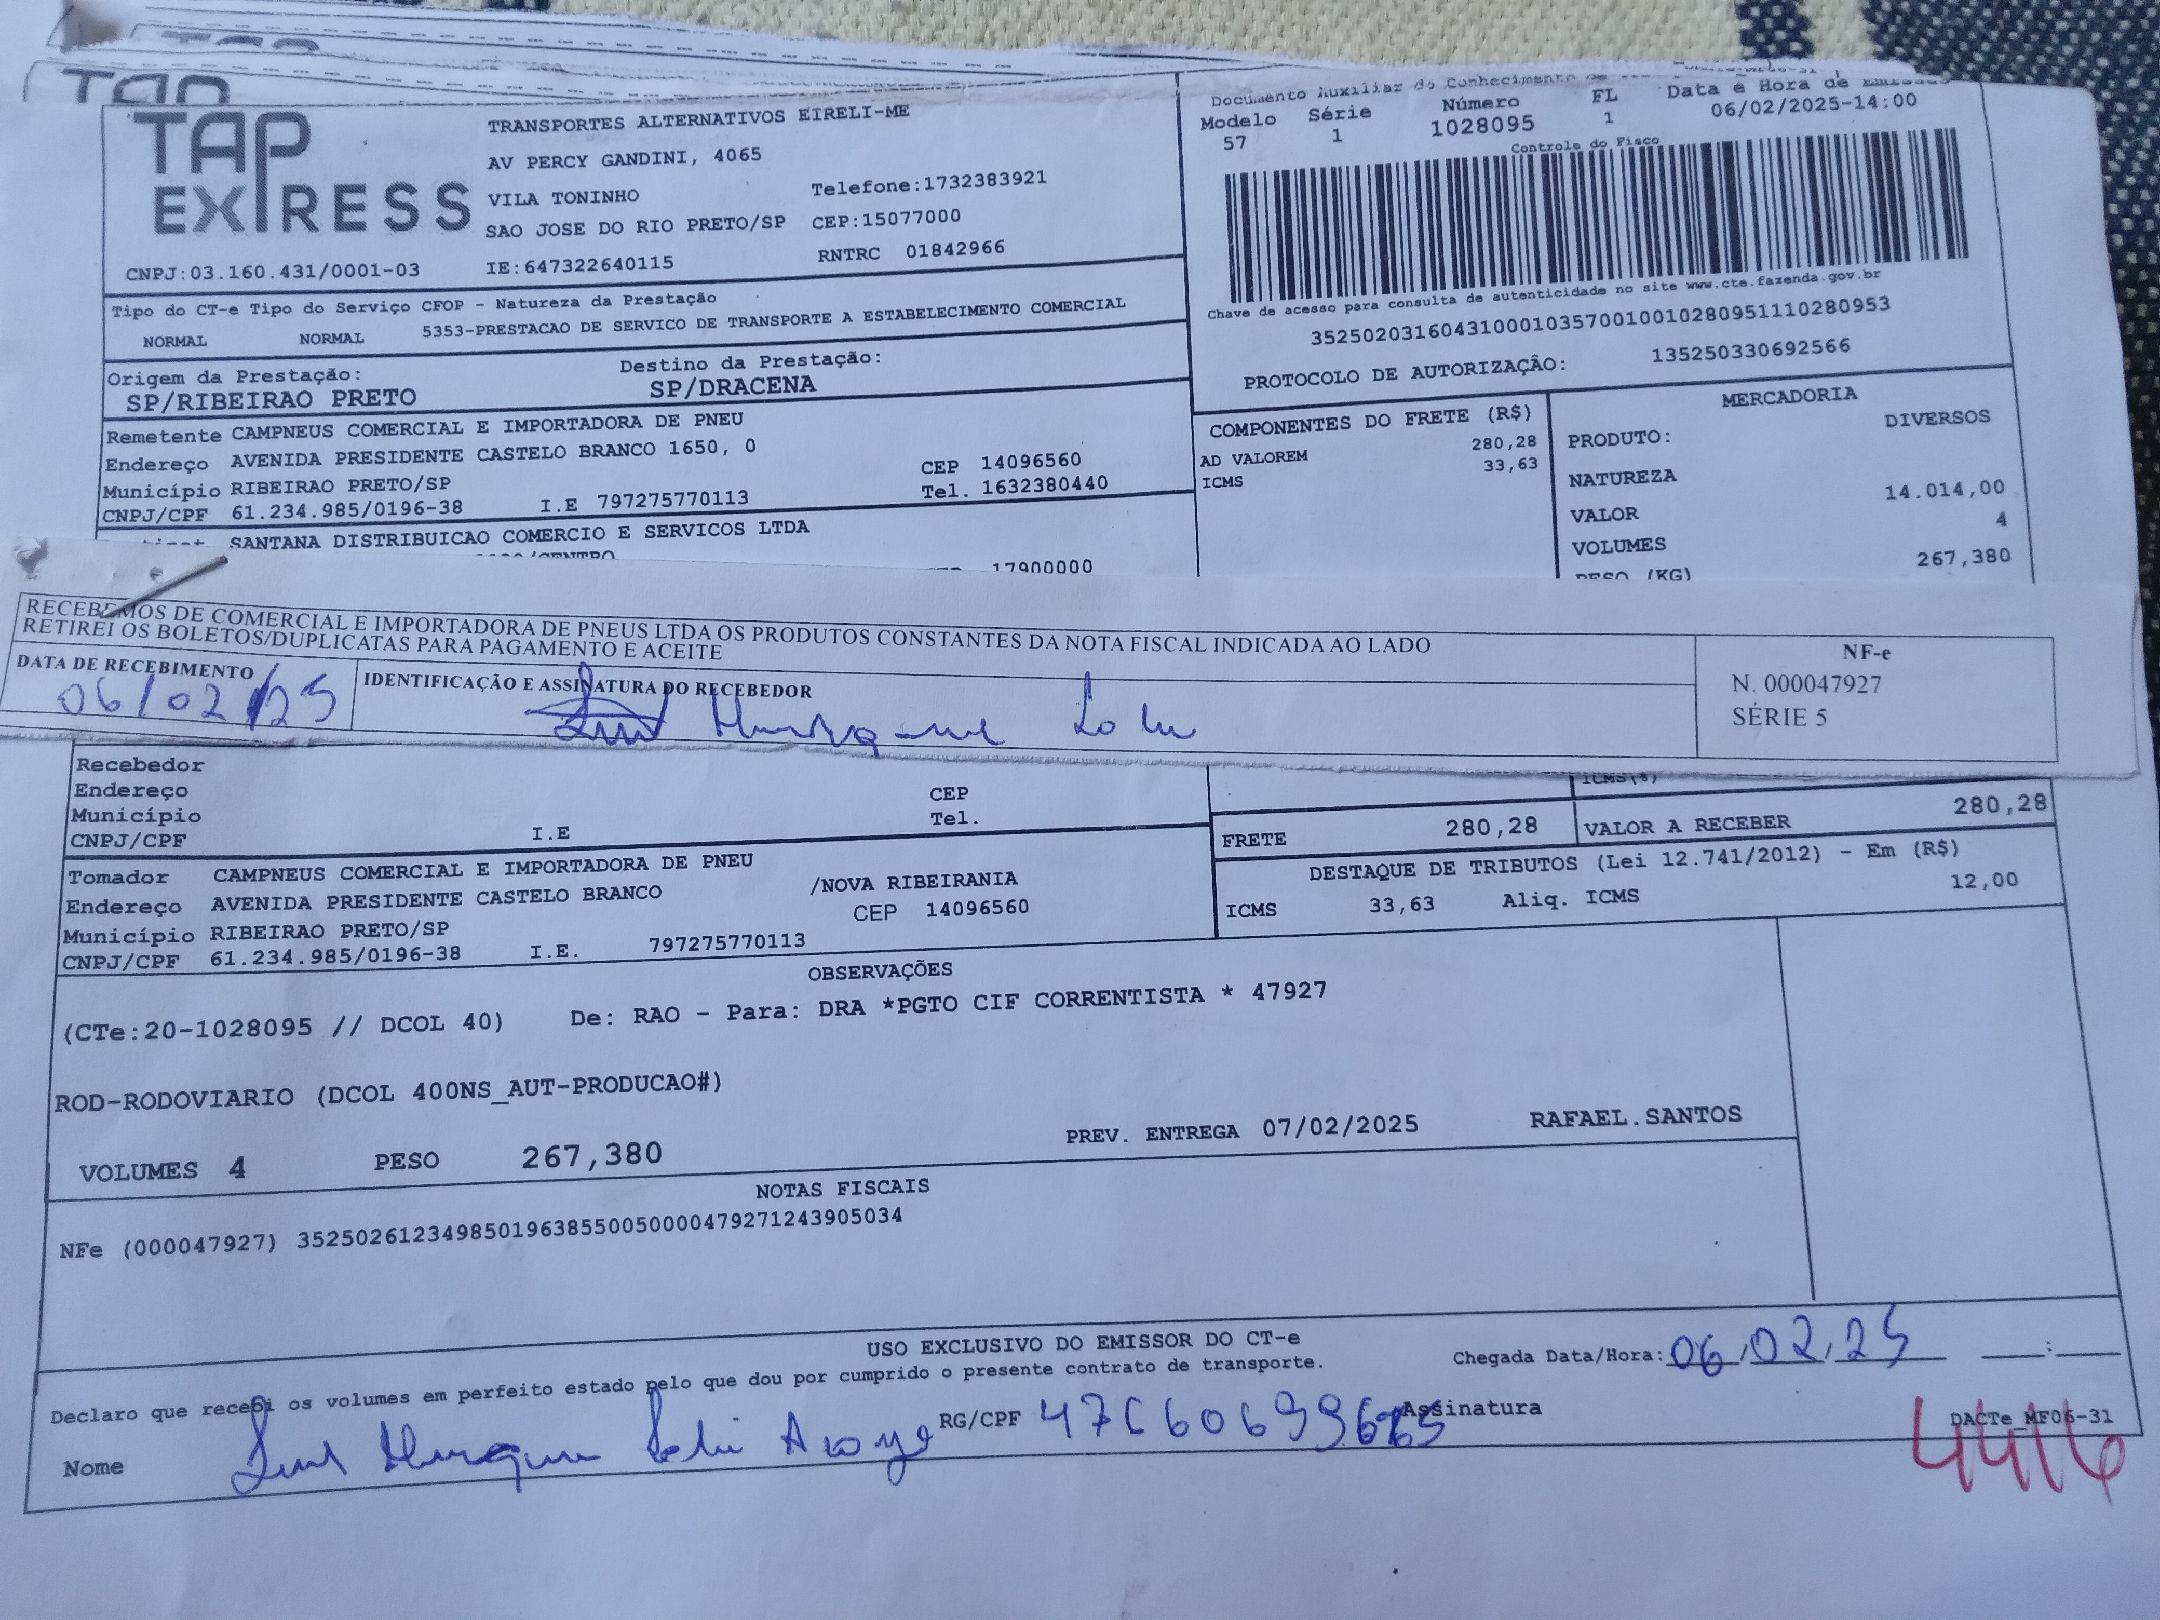 TAP
TAP
EXPRESS
CNPJ:03.160.431/0001-03
TRANSPORTES ALTERNATIVOS EIRELI-ME
AV PERCY GANDINI, 4065
VILA TONINHO Telefone:1732383921
SAO JOSE DO RIO PRETO/SP CEP:15077000
IE:647322640115 RNTRC 01842966
Documento Auxiliar do Conhecimento de
Modelo Série Número FL Data e Hora de Emissão
57 1 1028095 1 06/02/2025-14:00
Controle do Fisco
Chave de acesso para consulta de autenticidade no site www.cte.fazenda.gov.br
35250203160431000103570010010280951110280953
PROTOCOLO DE AUTORIZAÇÃO: 135250330692566
Tipo do CT-e Tipo do Serviço CFOP - Natureza da Prestação
NORMAL NORMAL 5353-PRESTACAO DE SERVICO DE TRANSPORTE A ESTABELECIMENTO COMERCIAL
Origem da Prestação: Destino da Prestação:
SP/RIBEIRAO PRETO SP/DRACENA
Remetente CAMPNEUS COMERCIAL E IMPORTADORA DE PNEU
Endereço AVENIDA PRESIDENTE CASTELO BRANCO 1650, 0
Município RIBEIRAO PRETO/SP CEP 14096560
CNPJ/CPF 61.234.985/0196-38 I.E 797275770113 Tel. 1632380440
SANTANA DISTRIBUICAO COMERCIO E SERVICOS LTDA
/CENTRO
17900000
COMPONENTES DO FRETE (R$)
280,28
AD VALOREM 33,63
ICMS
MERCADORIA
PRODUTO: DIVERSOS
NATUREZA
VALOR 14.014,00
VOLUMES 4
PESO (KG) 267,380
RECEBEMOS DE COMERCIAL E IMPORTADORA DE PNEUS LTDA OS PRODUTOS CONSTANTES DA NOTA FISCAL INDICADA AO LADO
RETIREI OS BOLETOS/DUPLICATAS PARA PAGAMENTO E ACEITE
DATA DE RECEBIMENTO IDENTIFICAÇÃO E ASSINATURA DO RECEBEDOR
06/02/25
NF-e
N. 000047927
SÉRIE 5
Recebedor
Endereço
Município CEP
CNPJ/CPF I.E Tel.
ICMS($)
FRETE 280,28 VALOR A RECEBER 280,28
DESTAQUE DE TRIBUTOS (Lei 12.741/2012) - Em (R$)
ICMS 33,63 Aliq. ICMS 12,00
Tomador CAMPNEUS COMERCIAL E IMPORTADORA DE PNEU
Endereço AVENIDA PRESIDENTE CASTELO BRANCO /NOVA RIBEIRANIA
Município RIBEIRAO PRETO/SP CEP 14096560
CNPJ/CPF 61.234.985/0196-38 I.E. 797275770113
OBSERVAÇÕES
(CTe:20-1028095 // DCOL 40) De: RAO - Para: DRA *PGTO CIF CORRENTISTA * 47927
ROD-RODOVIARIO (DCOL 400NS_AUT-PRODUCAO#)
VOLUMES 4 PESO 267,380 PREV. ENTREGA 07/02/2025 RAFAEL.SANTOS
NOTAS FISCAIS
NFe (000047927) 35250261234985019638550050000479271243905034
USO EXCLUSIVO DO EMISSOR DO CT-e
Declaro que recebi os volumes em perfeito estado pelo que dou por cumprido o presente contrato de transporte.
Chegada Data/Hora: 06/02/25 :
Nome RG/CPF Assinatura
DACTe_MF06-31
4416